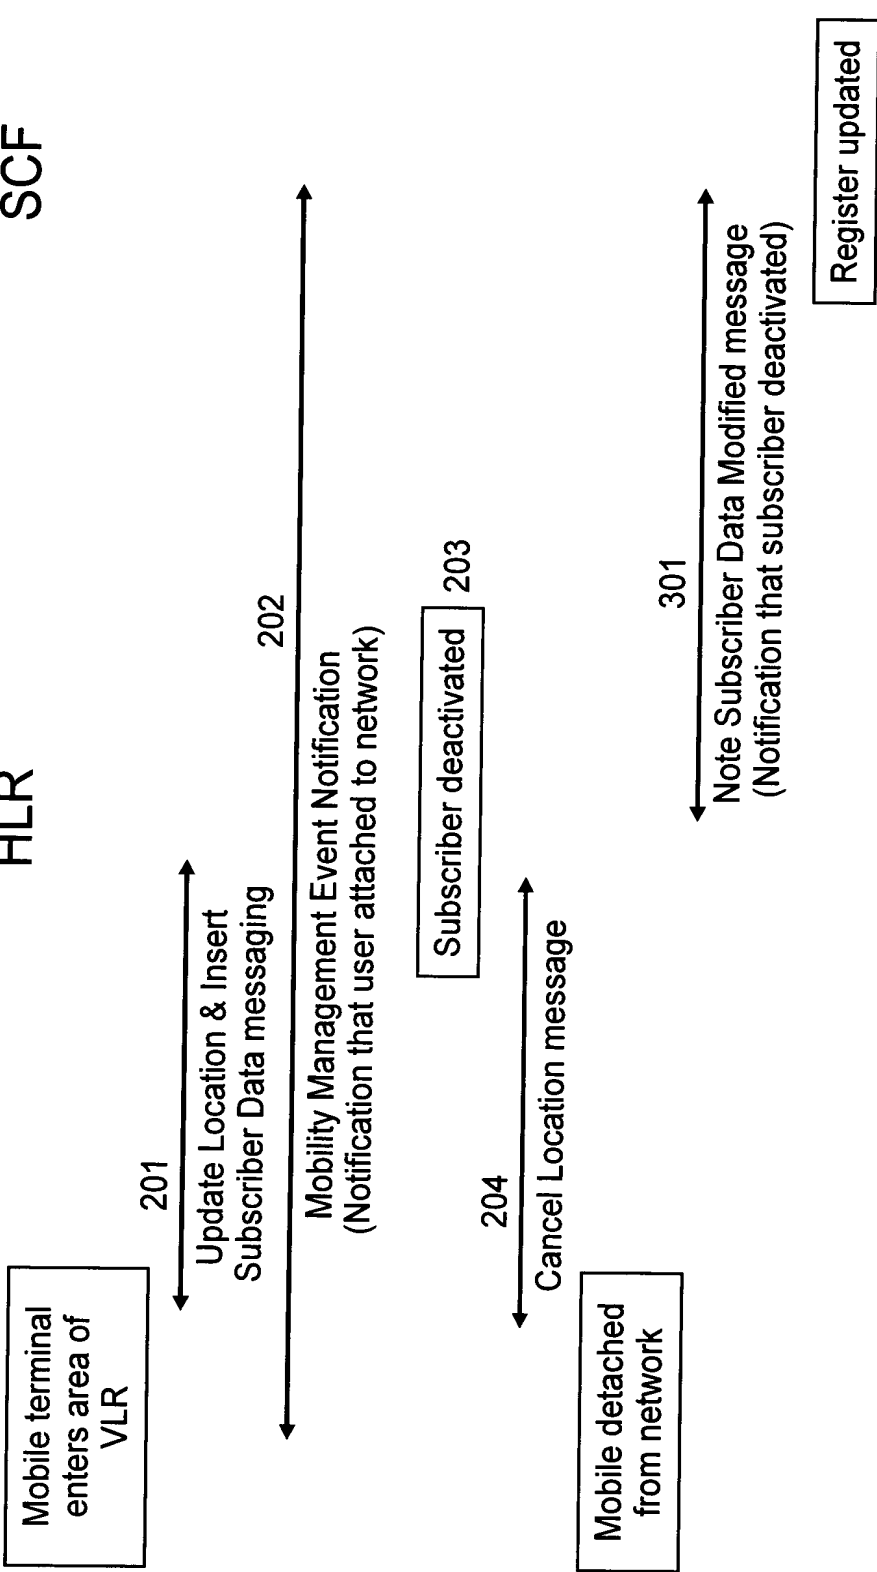 HLR
SCF
Mobile terminal
enters area of
VLR
201
Update Location & Insert
Subscriber Data messaging
202
Mobility Management Event Notification
(Notification that user attached to network)
Subscriber deactivated
203
204
Cancel Location message
Mobile detached
from network
301
Note Subscriber Data Modified message
(Notification that subscriber deactivated)
Register updated